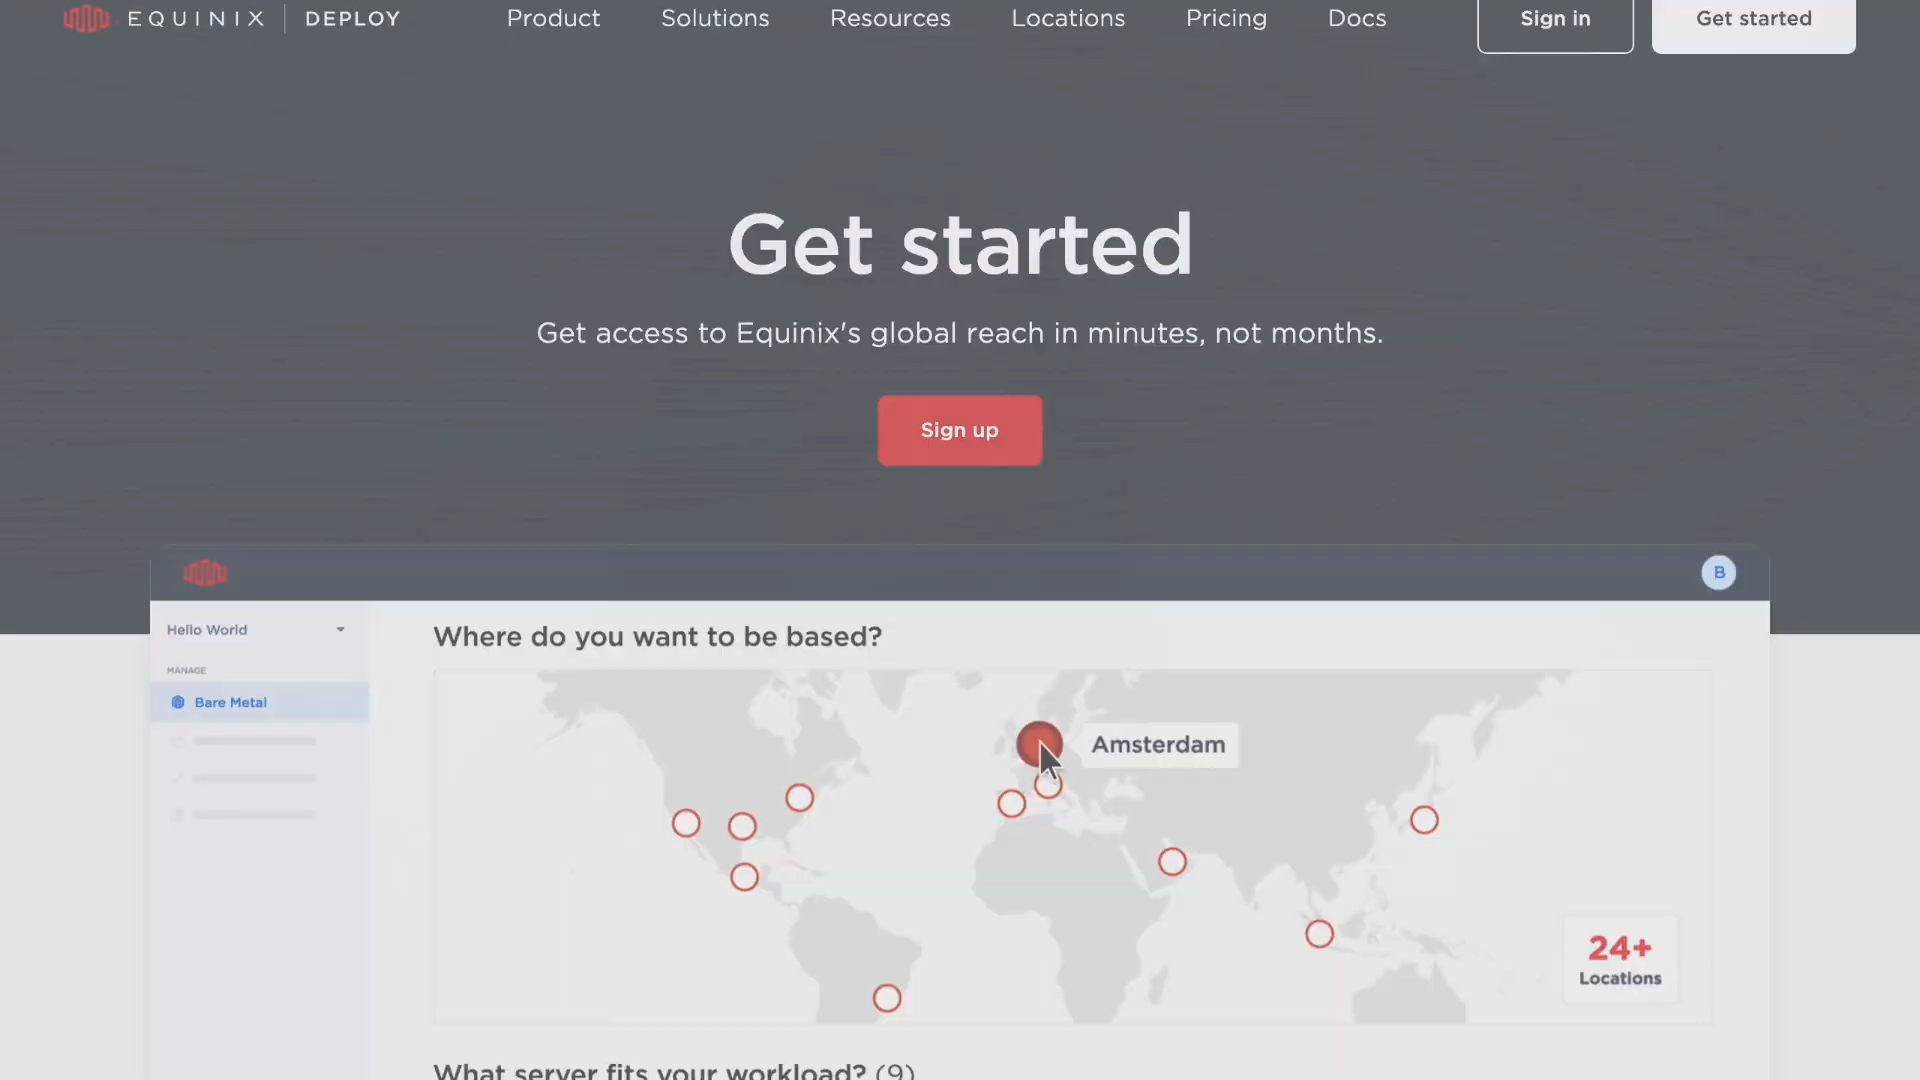 EQUINIX | DEPLOY
Product
Solutions
Resources
Locations
Pricing
Docs
Sign in
Get started
Get started
Get access to Equinix's global reach in minutes, not months.
Sign up
B
Hello World
MANAGE
Bare Metal
Where do you want to be based?
Amsterdam
24+
Locations
What server fits your workload? (9)